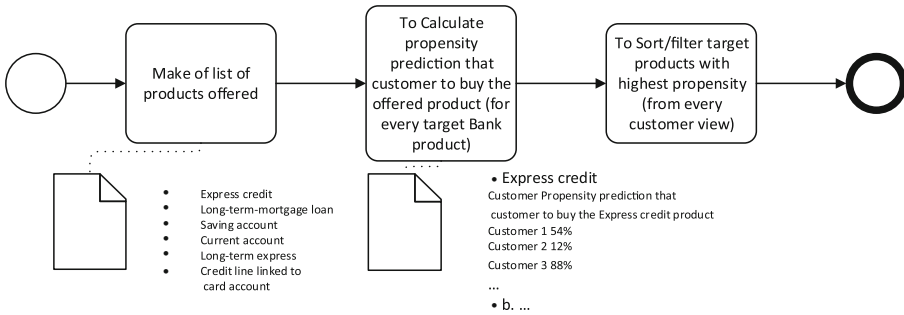 Make of list of
products offered
To Calculate
propensity
prediction that
customer to buy the
offered product (for
every target Bank
product)
To Sort/filter target
products with
highest propensity
(from every
customer view)
• Express credit
• Long-term-mortgage loan
• Saving account
• Current account
• Long-term express
• Credit line linked to
card account
• Express credit
Customer Propensity prediction that
customer to buy the Express credit product
Customer 1 54%
Customer 2 12%
Customer 3 88%
...
• b. ...